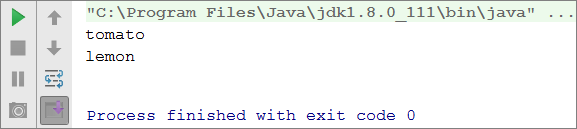 "C:\Program Files\Java\jdk1.8.0_111\bin\java" ...
tomato
lemon
Process finished with exit code 0